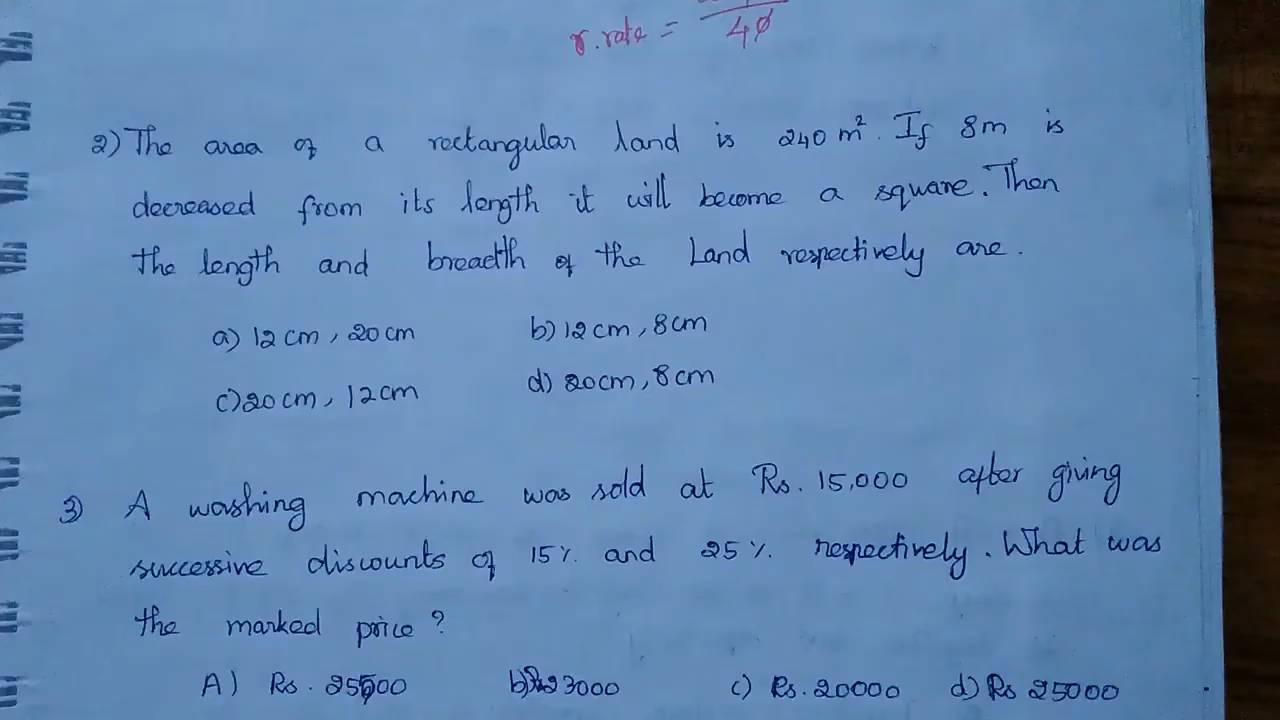 r. rate = 40
2) The area of a rectangular land is 240 m². If 8m is
decreased from its length it will become a square. Then
the length and breadth of the Land respectively are.
a) 12 cm, 20 cm b) 12 cm, 8 cm
c) 20 cm, 12 cm d) 20 cm, 8 cm
3) A washing machine was sold at Rs. 15,000 after giving
successive discounts of 15% and 25% respectively. What was
the marked price?
A) Rs. 25500 b) Rs 23000 c) Rs. 20000 d) Rs 25000